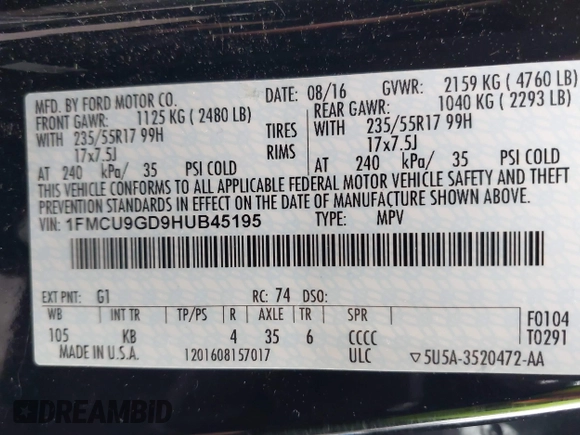 MFD. BY FORD MOTOR CO.
DATE: 08/16 GVWR: 2159 KG ( 4760 LB)
FRONT GAWR: 1125 KG ( 2480 LB) REAR GAWR: 1040 KG ( 2293 LB)
WITH 235/55R17 99H TIRES WITH 235/55R17 99H
17x7.5J RIMS 17x7.5J
AT 240 kPa/ 35 PSI COLD AT 240 kPa/ 35 PSI COLD
THIS VEHICLE CONFORMS TO ALL APPLICABLE FEDERAL MOTOR VEHICLE SAFETY AND THEFT
PREVENTION STANDARDS IN EFFECT ON THE DATE OF MANUFACTURE SHOWN ABOVE.
VIN: 1FMCU9GD9HUB45195 TYPE: MPV
EXT PNT: G1 RC: 74 DSO: F0104
WB INT TR TP/PS R AXLE TR SPR T0291
105 KB 4 35 6 CCCC
MADE IN U.S.A. 1201608157017 ULC ▽5U5A-3520472-AA
DREAMBID